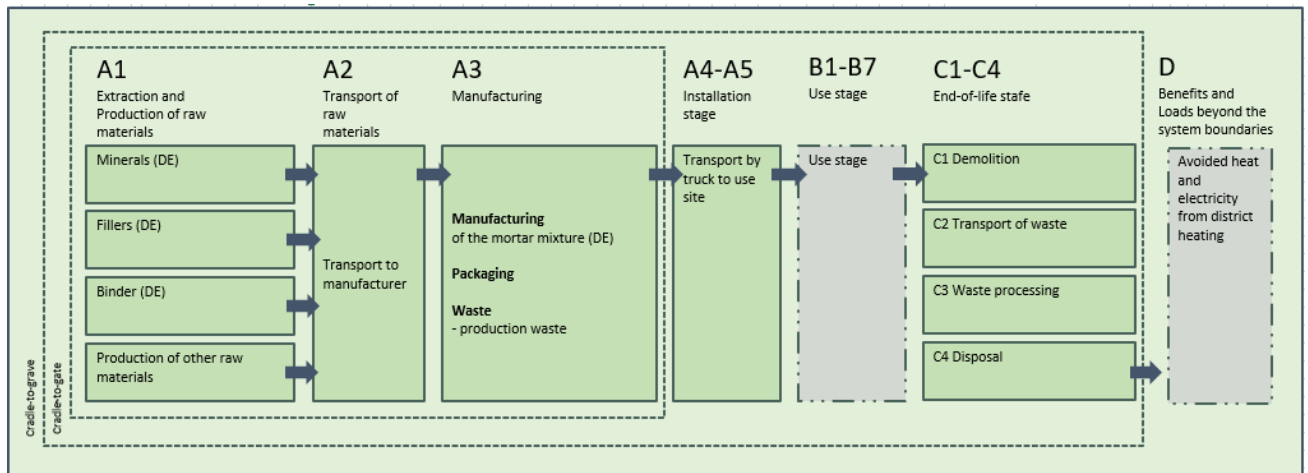 A1
Extraction and
Production of raw
materials
Minerals (DE)
Fillers (DE)
Binder (DE)
Production of other raw
materials
A2
Transport of
raw
materials
Transport to
manufacturer
A3
Manufacturing
Manufacturing
of the mortar mixture (DE)
Packaging
Waste
- production waste
A4-A5
Installation
stage
Transport by
truck to use
site
B1-B7
Use stage
Use stage
C1-C4
End-of-life stafe
C1 Demolition
C2 Transport of waste
C3 Waste processing
C4 Disposal
D
Benefits and
Loads beyond the
system boundaries
Avoided heat
and
electricity
from district
heating
Cradle-to-grave
Cradle-to-gate